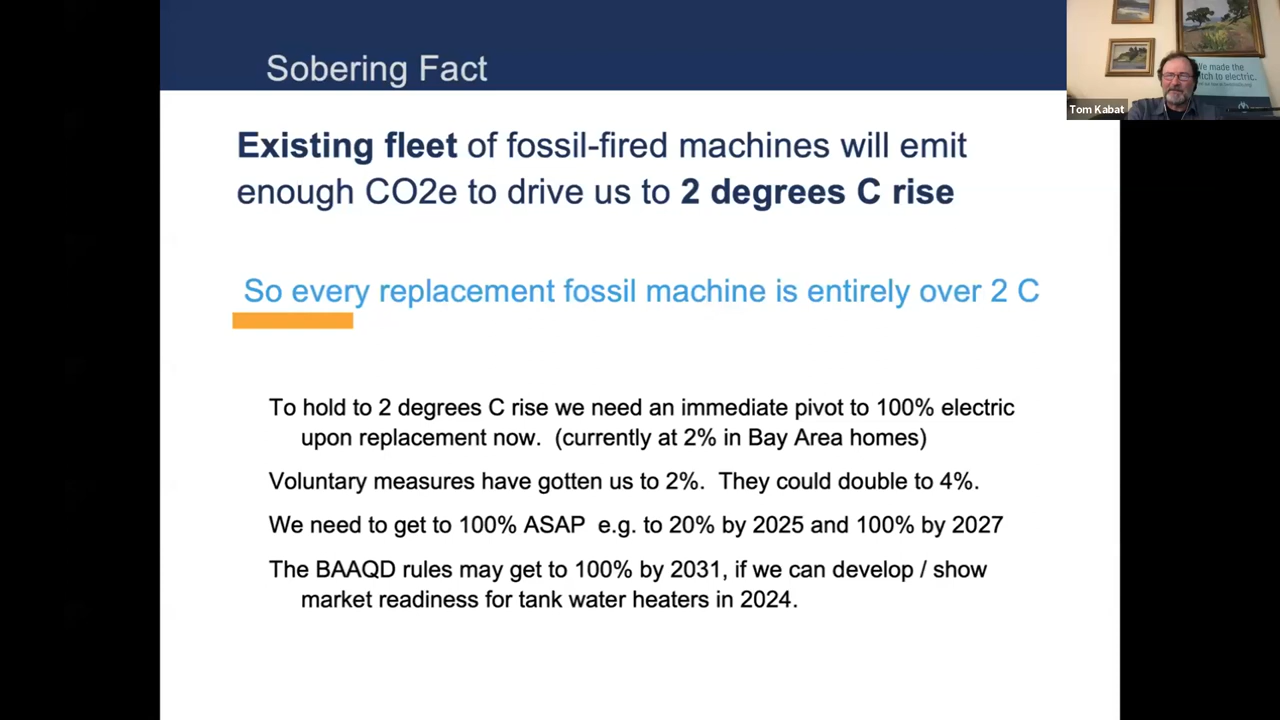 Sobering Fact
Existing fleet of fossil-fired machines will emit
enough CO2e to drive us to 2 degrees C rise
So every replacement fossil machine is entirely over 2 C
To hold to 2 degrees C rise we need an immediate pivot to 100% electric
upon replacement now. (currently at 2% in Bay Area homes)
Voluntary measures have gotten us to 2%. They could double to 4%.
We need to get to 100% ASAP e.g. to 20% by 2025 and 100% by 2027
The BAAQD rules may get to 100% by 2031, if we can develop / show
market readiness for tank water heaters in 2024.
We made the
to electric.
Tom Kabat